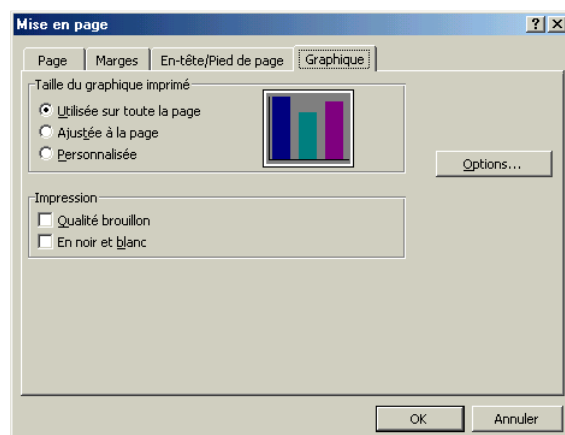 Mise en page
Page Marges En-tête/Pied de page Graphique
Taille du graphique imprimé
Utilisée sur toute la page
Ajustée à la page
Personnalisée
Options...
Impression
Qualité brouillon
En noir et blanc
OK Annuler